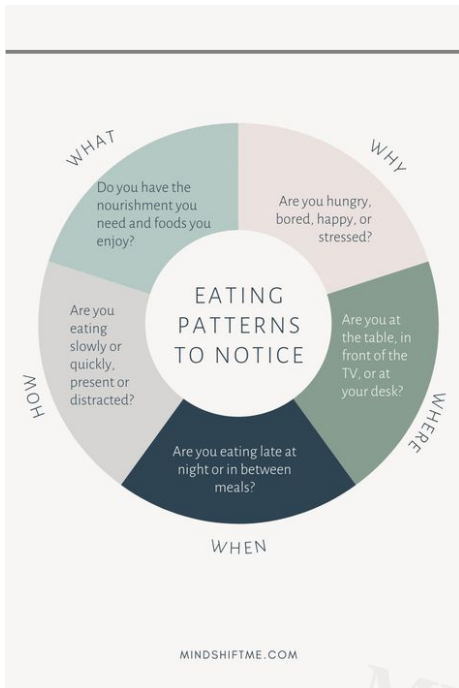 WHAT
Do you have the
nourishment you
need and foods you
enjoy?
WHY
Are you hungry,
bored, happy, or
stressed?
EATING
PATTERNS
TO NOTICE
Are you
eating
slowly or
quickly,
present or
distracted?
HOW
Are you at
the table, in
front of the
TV, or at
your desk?
WHERE
Are you eating late at
night or in between
meals?
WHEN
MINDSHIFTME.COM